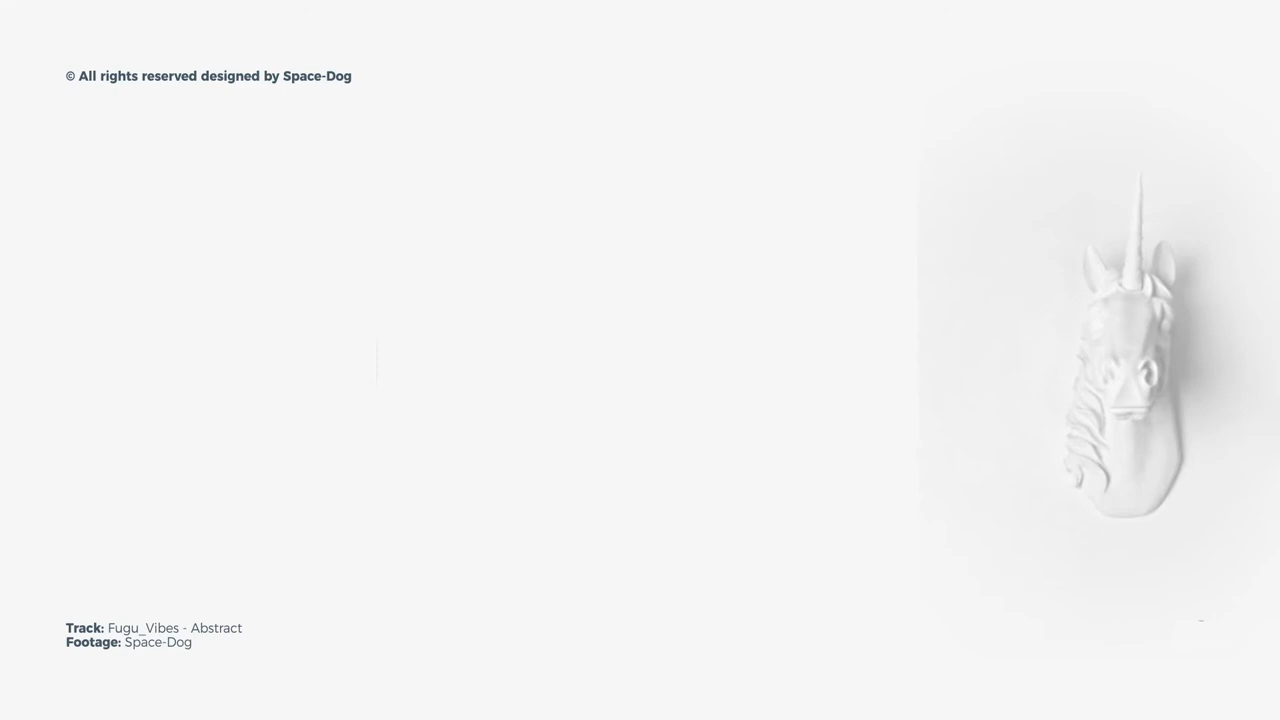 © All rights reserved designed by Space-Dog
Track: Fugu_Vibes - Abstract
Footage: Space-Dog